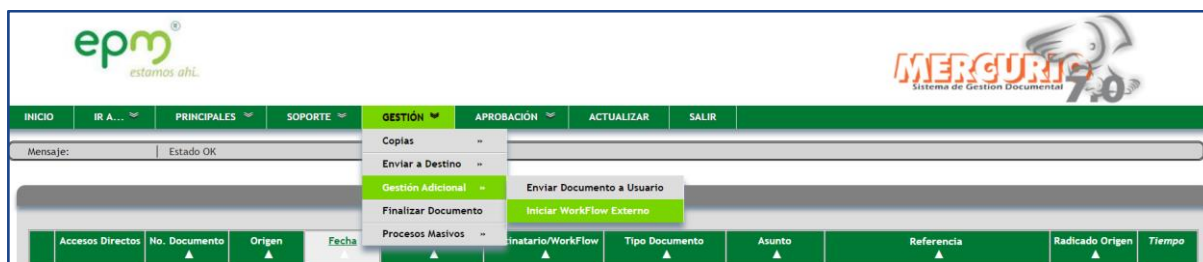 epm®
estamos ahí.
MERCURIO
Sistema de Gestion Documental 7.0
INICIO IR A... PRINCIPALES SOPORTE GESTIÓN APROBACIÓN ACTUALIZAR SALIR
Mensaje: Estado OK
Copias »
Enviar a Destino »
Gestión Adicional » Enviar Documento a Usuario
Finalizar Documento Iniciar WorkFlow Externo
Procesos Masivos »
Accesos Directos No. Documento Origen Fecha inatario/WorkFlow Tipo Documento Asunto Referencia Radicado Origen Tiempo